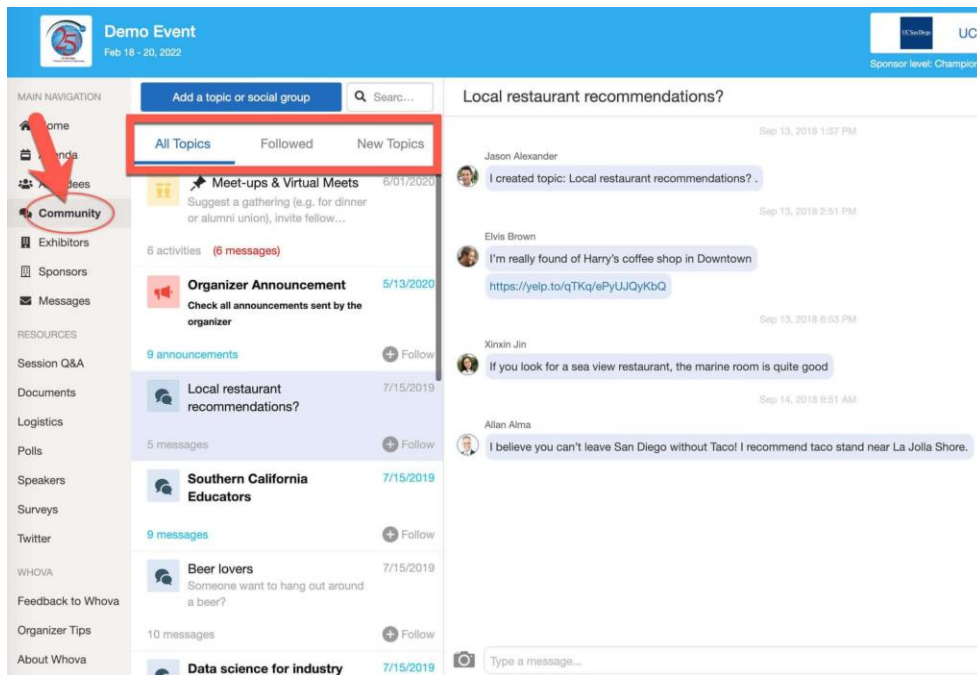 Demo Event
Feb 18 - 20, 2022
25
UC San Diego
UC
Sponsor level: Champion
MAIN NAVIGATION
Home
Agenda
Attendees
Community
Exhibitors
Sponsors
Messages
RESOURCES
Session Q&A
Documents
Logistics
Polls
Speakers
Surveys
Twitter
WHOVA
Feedback to Whova
Organizer Tips
About Whova
Add a topic or social group
Searc...
All Topics
Followed
New Topics
Meet-ups & Virtual Meets
6/01/2020
Suggest a gathering (e.g. for dinner
or alumni union), invite fellow...
6 activities (6 messages)
Organizer Announcement
5/13/2020
Check all announcements sent by the
organizer
9 announcements
Follow
Local restaurant
7/15/2019
recommendations?
5 messages
Follow
Southern California
7/15/2019
Educators
9 messages
Follow
Beer lovers
7/15/2019
Someone want to hang out around
a beer?
10 messages
Follow
Data science for industry
7/15/2019
Local restaurant recommendations?
Sep 13, 2018 1:37 PM
Jason Alexander
I created topic: Local restaurant recommendations? .
Sep 13, 2018 2:51 PM
Elvis Brown
I'm really found of Harry's coffee shop in Downtown
https://yelp.to/qTKq/ePyUJQyKbQ
Sep 13, 2018 6:53 PM
Xinxin Jin
If you look for a sea view restaurant, the marine room is quite good
Sep 14, 2018 9:51 AM
Allan Alma
I believe you can't leave San Diego without Taco! I recommend taco stand near La Jolla Shore.
Type a message...